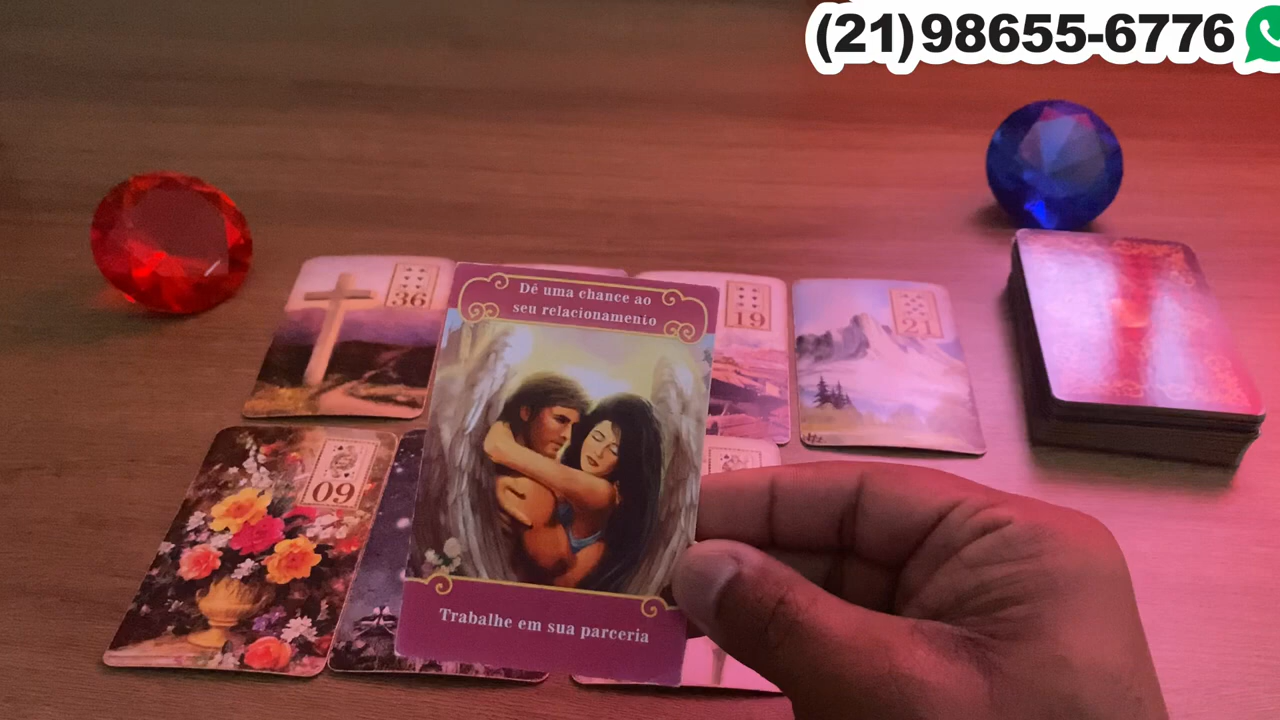 (21)98655-6776
36
Dê uma chance ao
seu relacionamento
19
21
09
Trabalhe em sua parceria